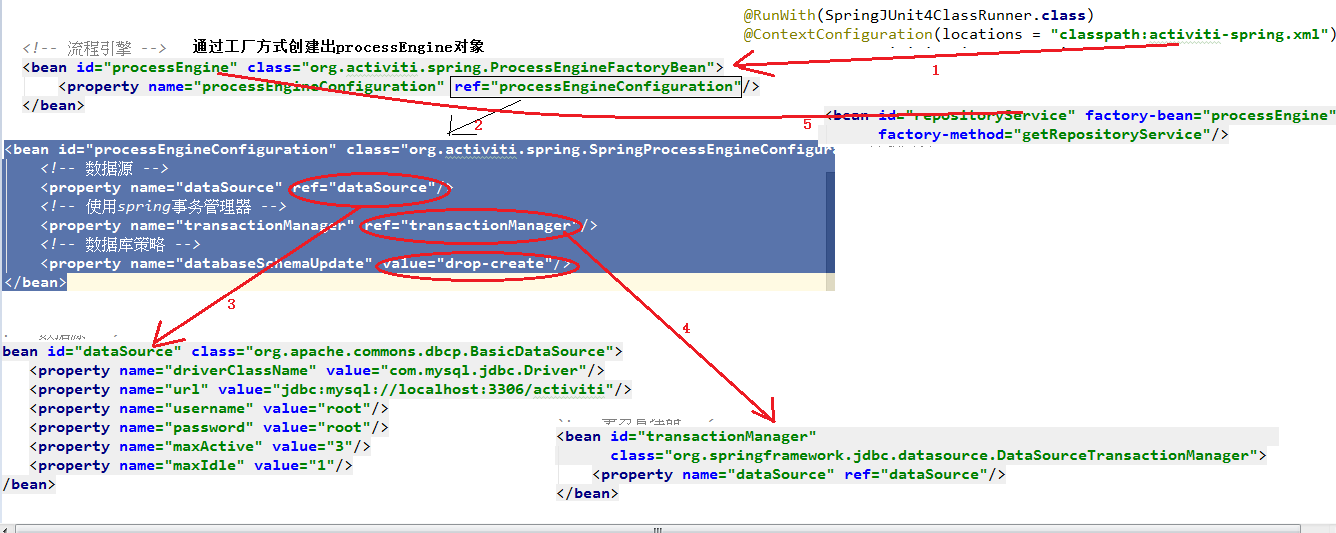 @RunWith(SpringJUnit4ClassRunner.class)
@ContextConfiguration(locations = "classpath:activiti-spring.xml")
1
<!-- 流程引擎 --> 通过工厂方式创建出processEngine对象
<bean id="processEngine" class="org.activiti.spring.ProcessEngineFactoryBean">
<property name="processEngineConfiguration" ref="processEngineConfiguration"/>
</bean>
2
5
<bean id="repositoryService" factory-bean="processEngine"
factory-method="getRepositoryService"/>
<bean id="processEngineConfiguration" class="org.activiti.spring.SpringProcessEngineConfigur
<!-- 数据源 -->
<property name="dataSource" ref="dataSource"/>
<!-- 使用spring事务管理器 -->
<property name="transactionManager" ref="transactionManager"/>
<!-- 数据库策略 -->
<property name="databaseSchemaUpdate" value="drop-create"/>
</bean>
3
4
bean id="dataSource" class="org.apache.commons.dbcp.BasicDataSource">
<property name="driverClassName" value="com.mysql.jdbc.Driver"/>
<property name="url" value="jdbc:mysql://localhost:3306/activiti"/>
<property name="username" value="root"/>
<property name="password" value="root"/>
<property name="maxActive" value="3"/>
<property name="maxIdle" value="1"/>
/bean>
<bean id="transactionManager"
class="org.springframework.jdbc.datasource.DataSourceTransactionManager">
<property name="dataSource" ref="dataSource"/>
</bean>